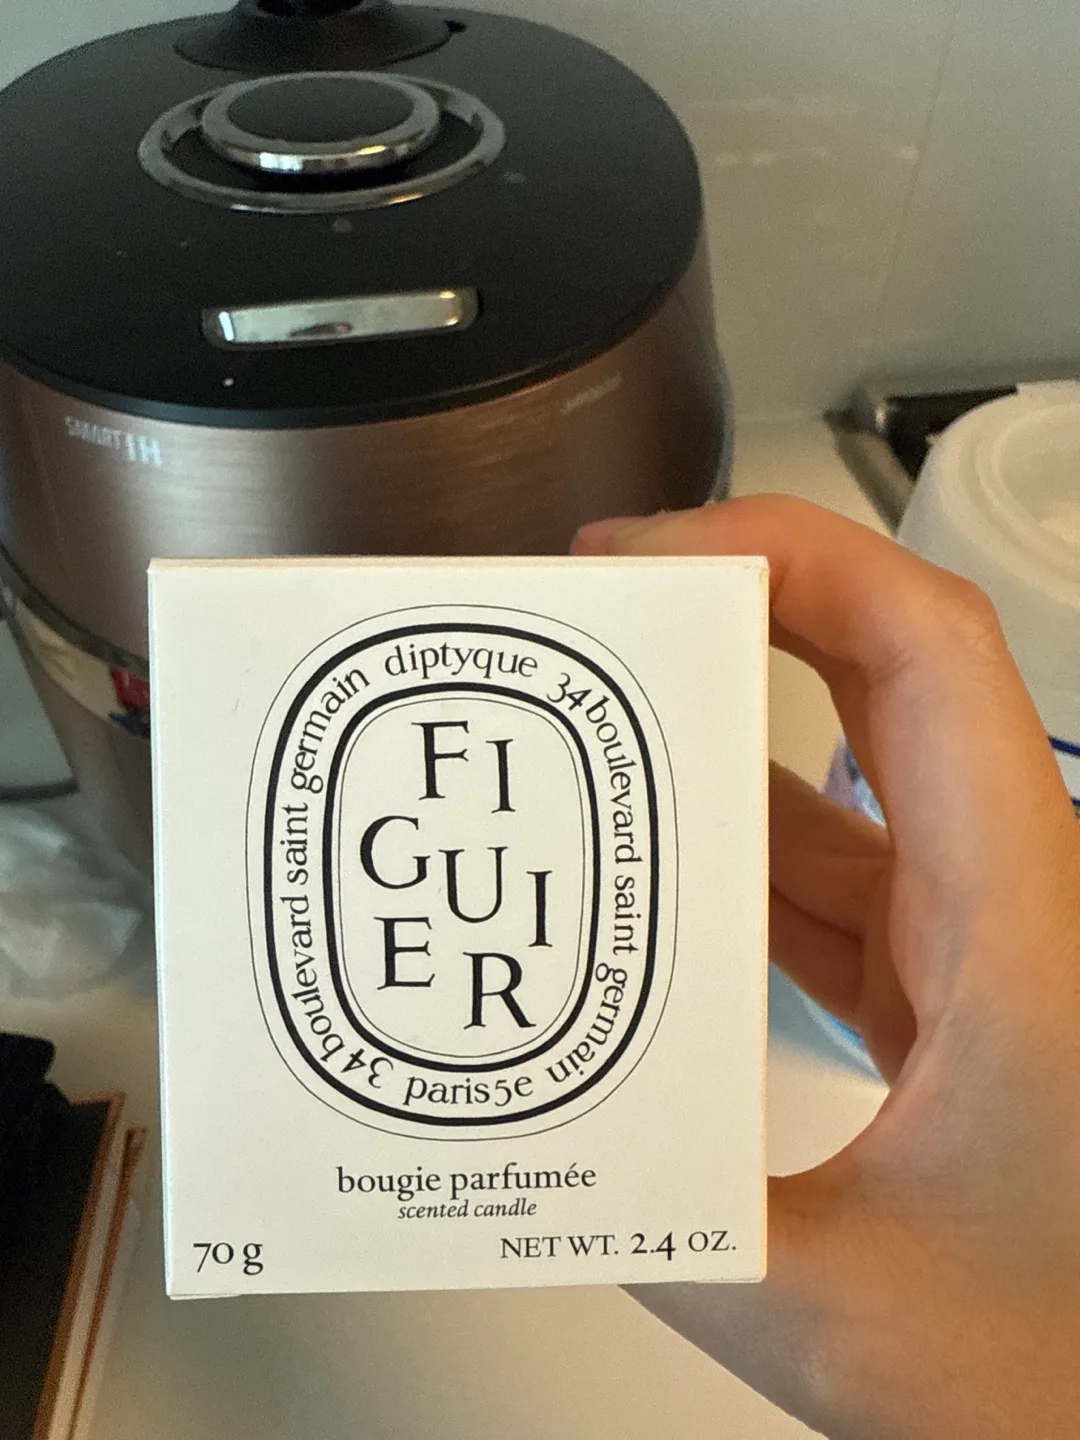 SMART IH
diptyque 34 boulevard saint germain paris 5e 34 boulevard saint germain
FI
GUI
ER
bougie parfumée
scented candle
70 g
NET WT. 2.4 OZ.